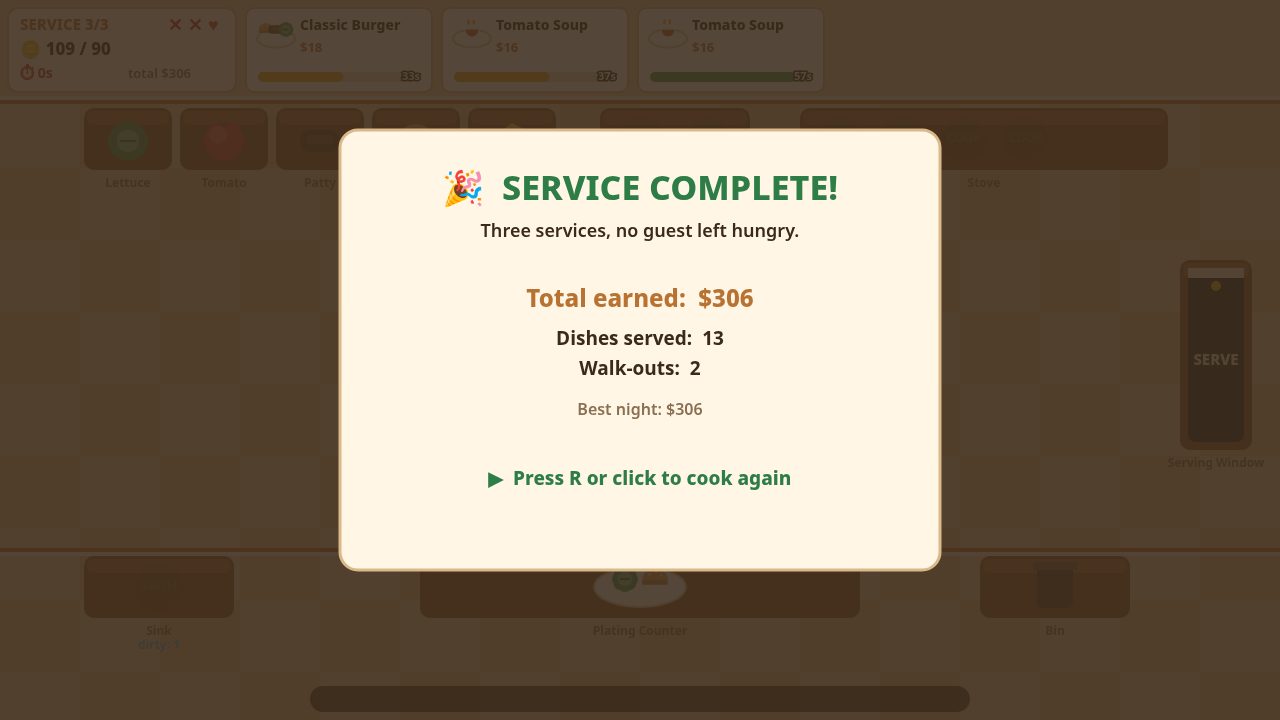 SERVICE 3/3 ✕ ✕ ♥
109 / 90
0s total $306
Classic Burger
$18
33s
Tomato Soup
$16
37s
Tomato Soup
$16
57s
Lettuce
Tomato
Patty
Stove
🎉 SERVICE COMPLETE!
Three services, no guest left hungry.
Total earned: $306
Dishes served: 13
Walk-outs: 2
Best night: $306
▶ Press R or click to cook again
SERVE
Serving Window
Sink
dirty: 1
Plating Counter
Bin